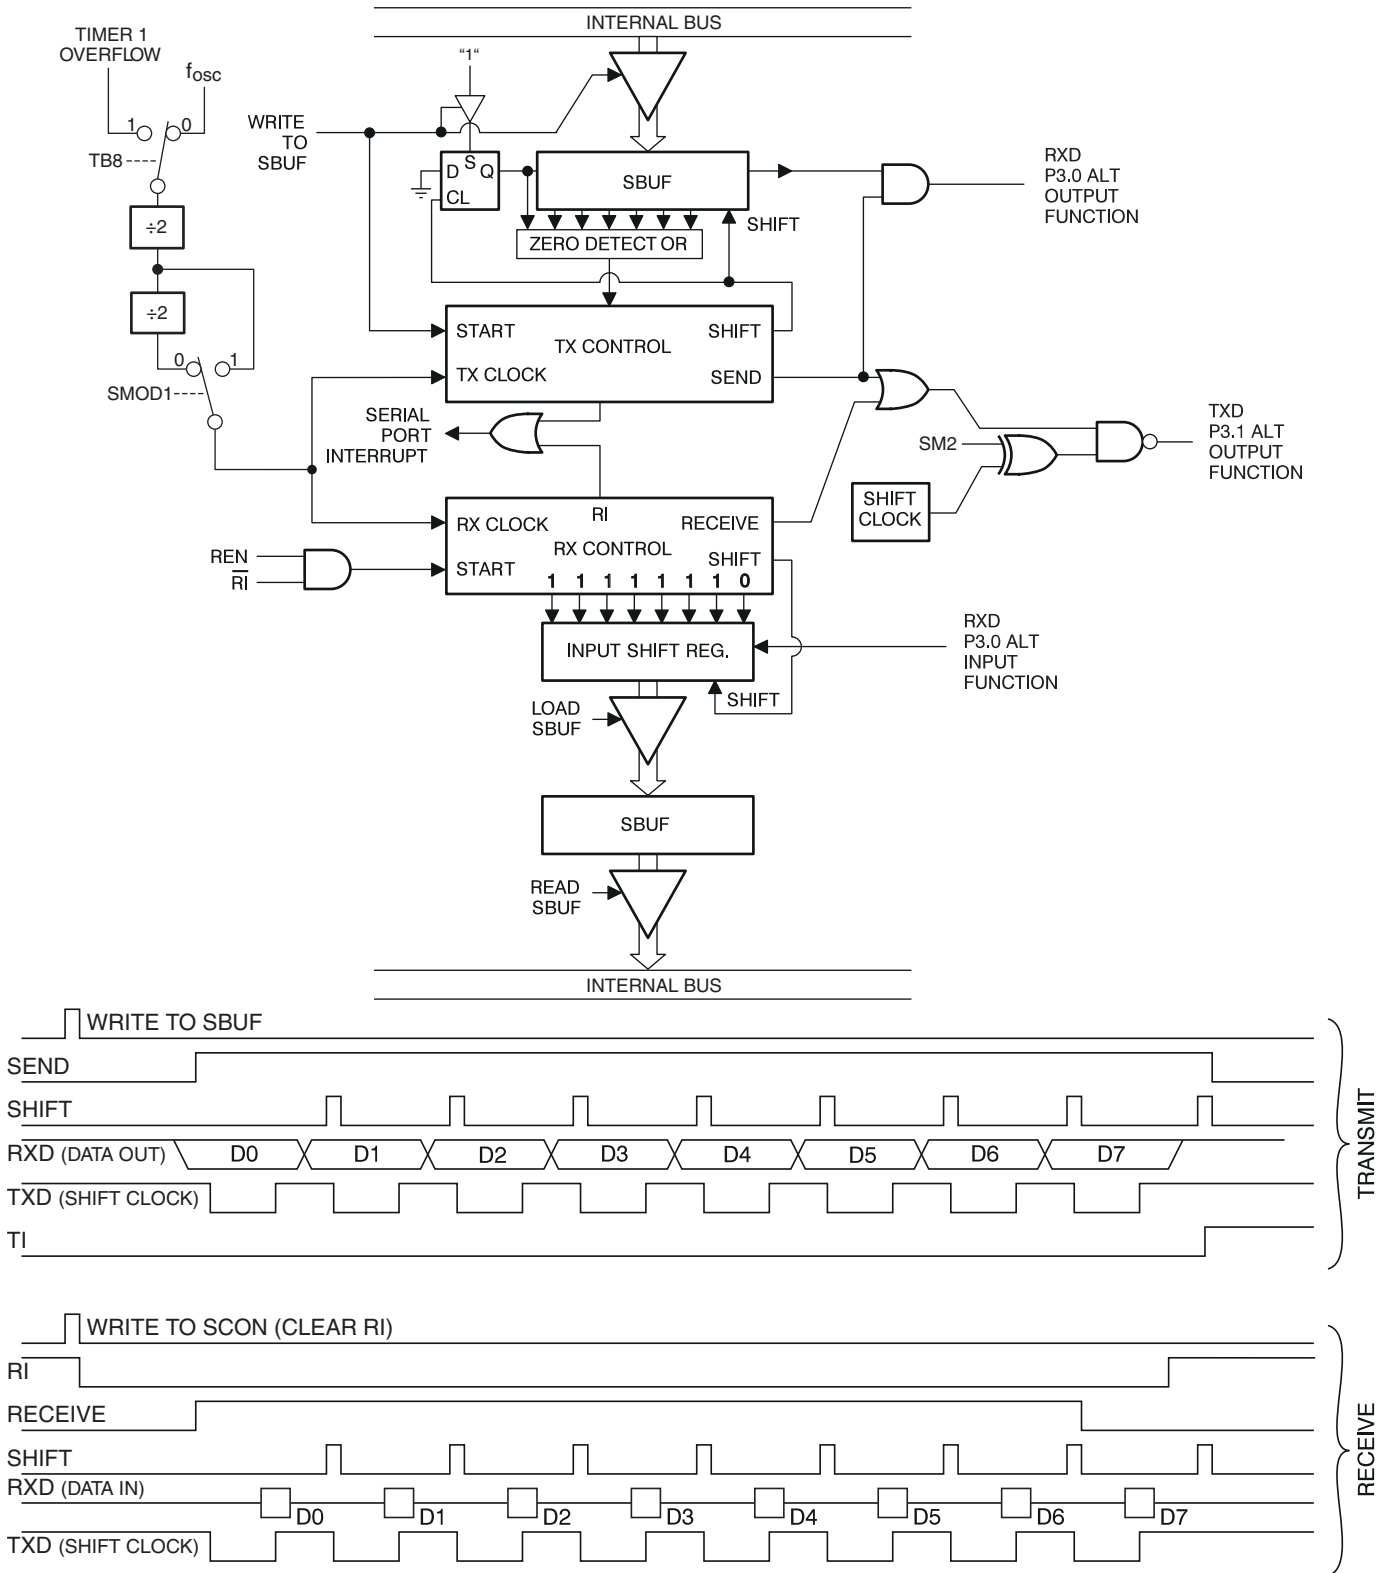 INTERNAL BUS
TIMER 1
OVERFLOW
fosc
"1"
1
0
TB8
WRITE
TO
SBUF
D
S
Q
CL
SBUF
SHIFT
ZERO DETECT OR
RXD
P3.0 ALT
OUTPUT
FUNCTION
÷2
÷2
0
1
SMOD1
START
SHIFT
TX CONTROL
TX CLOCK
SEND
SERIAL
PORT
INTERRUPT
SM2
TXD
P3.1 ALT
OUTPUT
FUNCTION
SHIFT
CLOCK
RX CLOCK
RI
RECEIVE
RX CONTROL
SHIFT
START
1 1 1 1 1 1 1 0
REN
R̅I̅
INPUT SHIFT REG.
RXD
P3.0 ALT
INPUT
FUNCTION
SHIFT
LOAD
SBUF
SBUF
READ
SBUF
INTERNAL BUS
WRITE TO SBUF
SEND
SHIFT
RXD (DATA OUT)
D0 D1 D2 D3 D4 D5 D6 D7
TXD (SHIFT CLOCK)
TI
TRANSMIT
WRITE TO SCON (CLEAR RI)
RI
RECEIVE
SHIFT
RXD (DATA IN)
D0 D1 D2 D3 D4 D5 D6 D7
TXD (SHIFT CLOCK)
RECEIVE